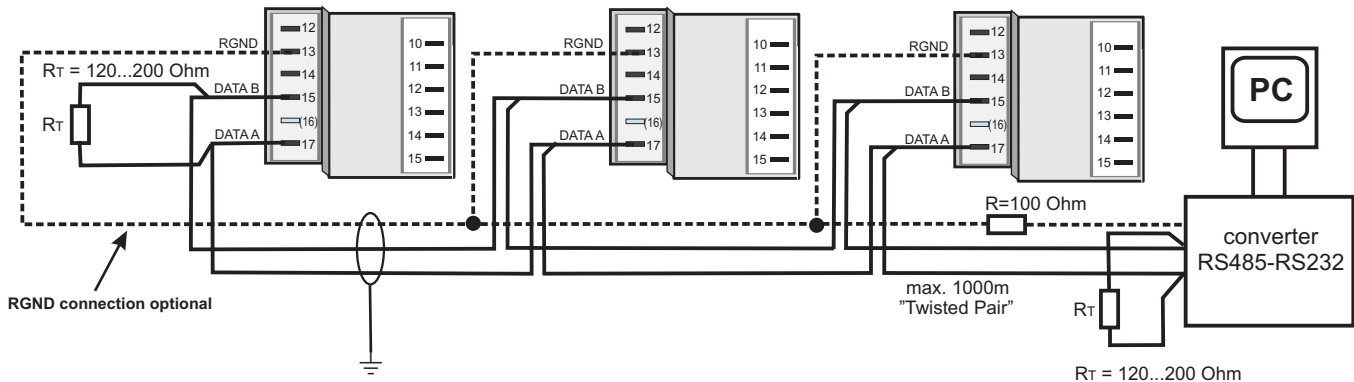 RGND
12
13
14
15
(16)
17
10
11
12
13
14
15
DATA B
DATA A
RT = 120...200 Ohm
RT
RGND
12
13
14
15
(16)
17
10
11
12
13
14
15
DATA B
DATA A
RGND
12
13
14
15
(16)
17
10
11
12
13
14
15
DATA B
DATA A
PC
R=100 Ohm
converter
RS485-RS232
RGND connection optional
max. 1000m
"Twisted Pair"
RT
RT = 120...200 Ohm